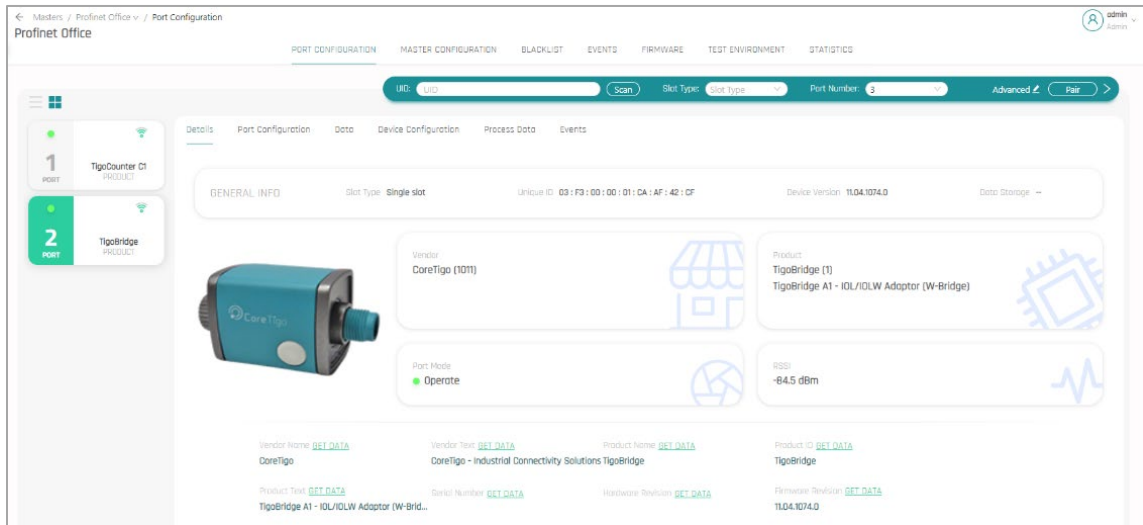 ← Masters / Profinet Office / Port Configuration
Profinet Office
admin
Admin
PORT CONFIGURATION MASTER CONFIGURATION BLACKLIST EVENTS FIRMWARE TEST ENVIRONMENT STATISTICS
UID: UID Scan Slot Type: Slot Type Port Number: 3 Advanced Pair
Details Port Configuration Data Device Configuration Process Data Events
1
PORT
TigoCounter C1
PRODUCT
2
PORT
TigoBridge
PRODUCT
GENERAL INFO Slot Type Single slot Unique ID 03 : F3 : 00 : 00 : 01 : CA : AF : 42 : CF Device Version 11.04.1074.0 Data Storage --
CoreTigo
Vendor
CoreTigo (1011)
Product
TigoBridge (1)
TigoBridge A1 - IOL/IOLW Adaptor (W-Bridge)
Port Mode
Operate
RSSI
-84.5 dBm
Vendor Name GET DATA Vendor Text GET DATA Product Name GET DATA Product ID GET DATA
CoreTigo CoreTigo - Industrial Connectivity Solutions TigoBridge TigoBridge
Product Text GET DATA Serial Number GET DATA Hardware Revision GET DATA Firmware Revision GET DATA
TigoBridge A1 - IOL/IOLW Adaptor (W-Brid... 11.04.1074.0